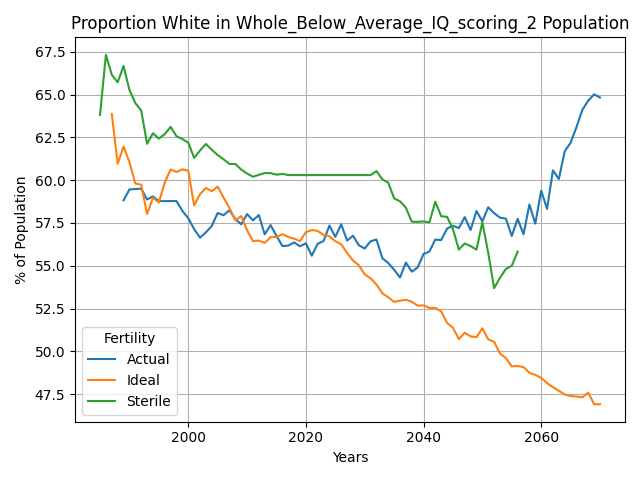 Proportion White in Whole_Below_Average_IQ_scoring_2 Population
% of Population
67.5
65.0
62.5
60.0
57.5
55.0
52.5
50.0
47.5
Fertility
Actual
Ideal
Sterile
2000
2020
2040
2060
Years